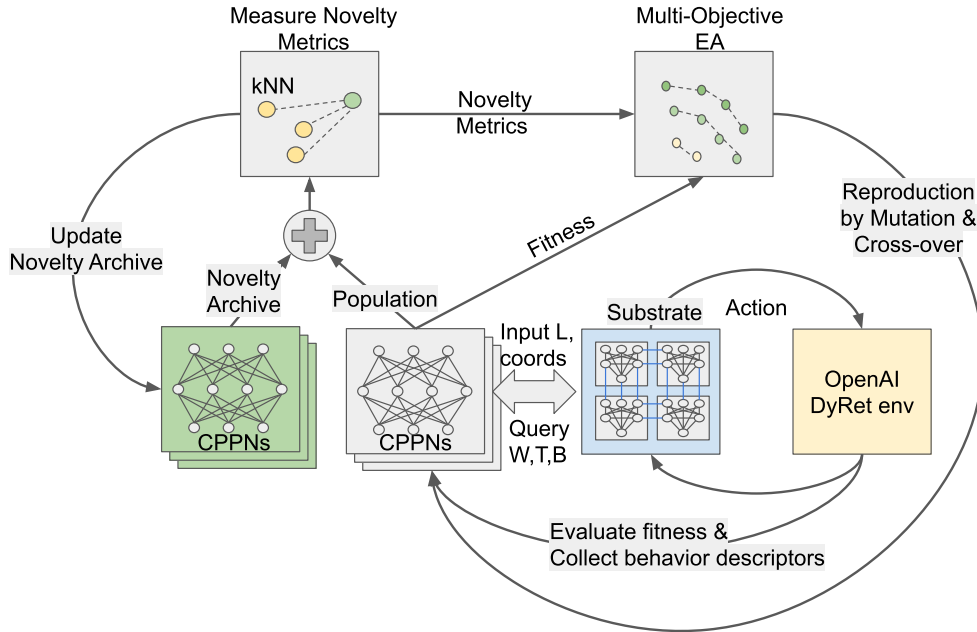 Measure Novelty
Metrics
Multi-Objective
EA
kNN
Novelty
Metrics
Reproduction
by Mutation &
Cross-over
Update
Novelty Archive
Fitness
Novelty
Archive
Population
Input L,
coords
Substrate
Action
OpenAI
DyRet env
CPPNs
CPPNs
Query
W,T,B
Evaluate fitness &
Collect behavior descriptors